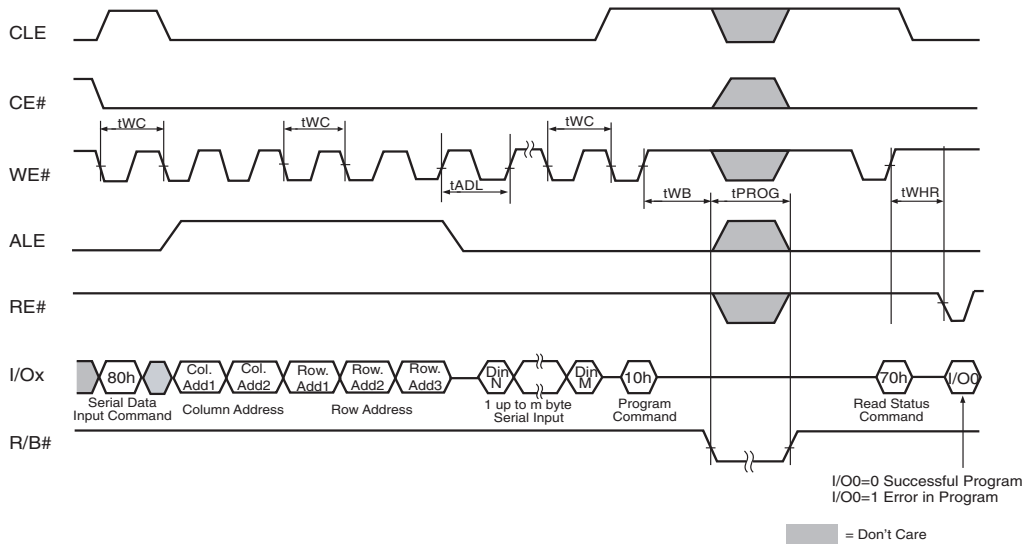 CLE
CE#
tWC
tWC
tWC
WE#
tADL
tWB
tPROG
tWHR
ALE
RE#
I/Ox
80h
Col.
Add1
Col.
Add2
Row.
Add1
Row.
Add2
Row.
Add3
Din
N
Din
M
10h
70h
I/O0
Serial Data
Input Command
Column Address
Row Address
1 up to m byte
Serial Input
Program
Command
Read Status
Command
R/B#
I/O0=0 Successful Program
I/O0=1 Error in Program
= Don't Care